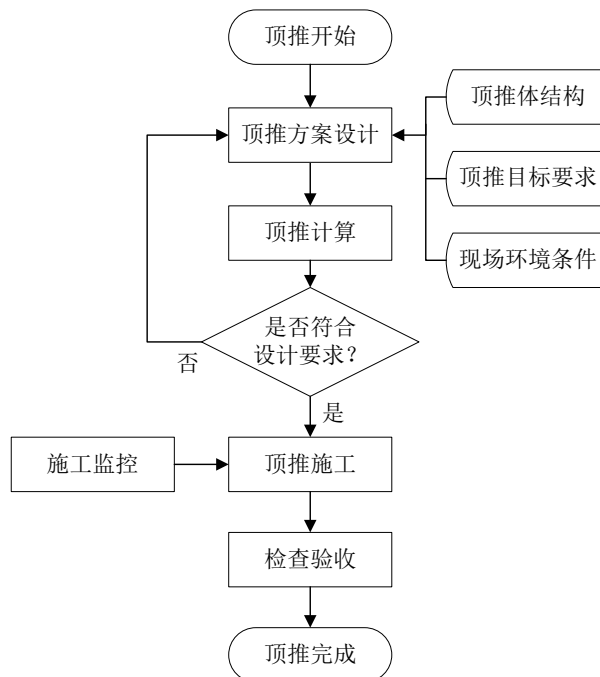 顶推开始
顶推体结构
顶推方案设计
顶推目标要求
顶推计算
现场环境条件
是否符合
设计要求?
否
是
施工监控
顶推施工
检查验收
顶推完成